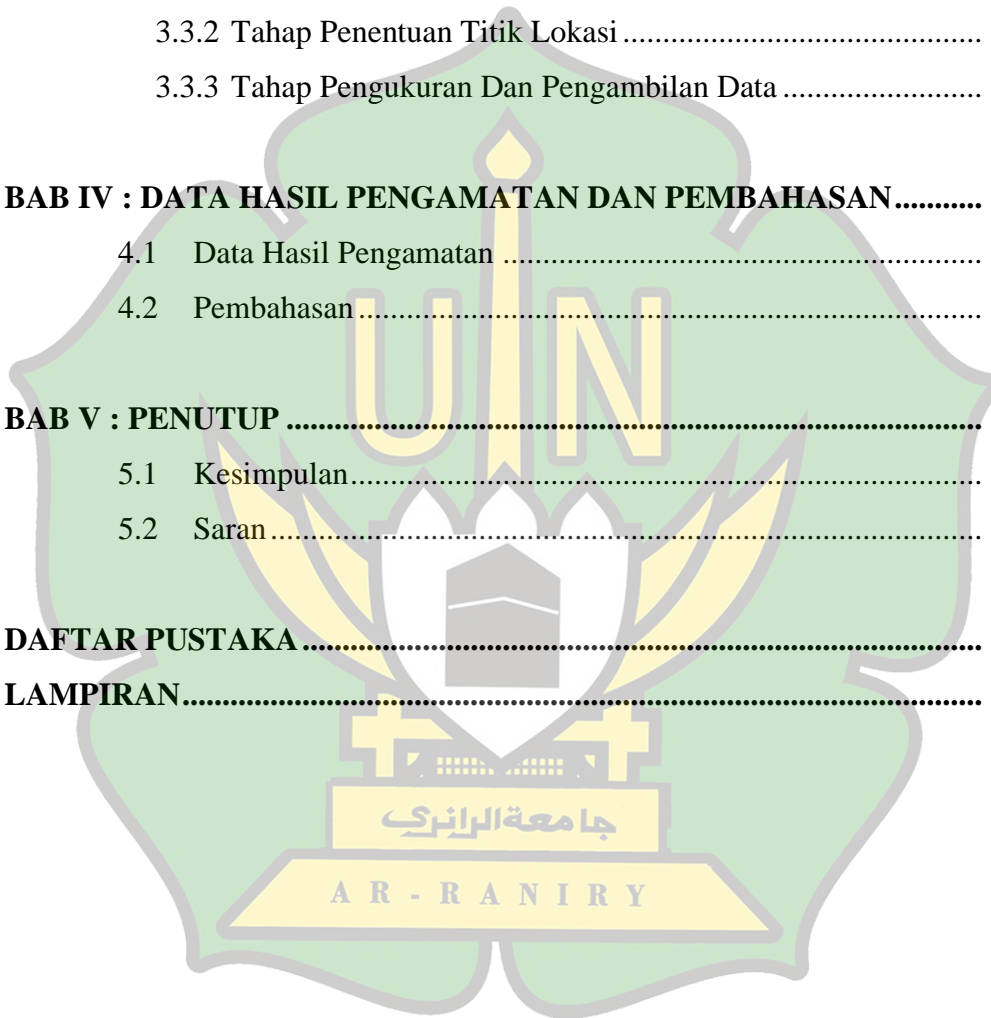 3.3.2 Tahap Penentuan Titik Lokasi .............................................
3.3.3 Tahap Pengukuran Dan Pengambilan Data .........................
BAB IV : DATA HASIL PENGAMATAN DAN PEMBAHASAN...........
4.1 Data Hasil Pengamatan ............................................................
4.2 Pembahasan..............................................................................
BAB V : PENUTUP .......................................................................................
5.1 Kesimpulan...............................................................................
5.2 Saran.........................................................................................
DAFTAR PUSTAKA.....................................................................................
LAMPIRAN....................................................................................................
UIN
جامعةالرانري
AR-RANIRY